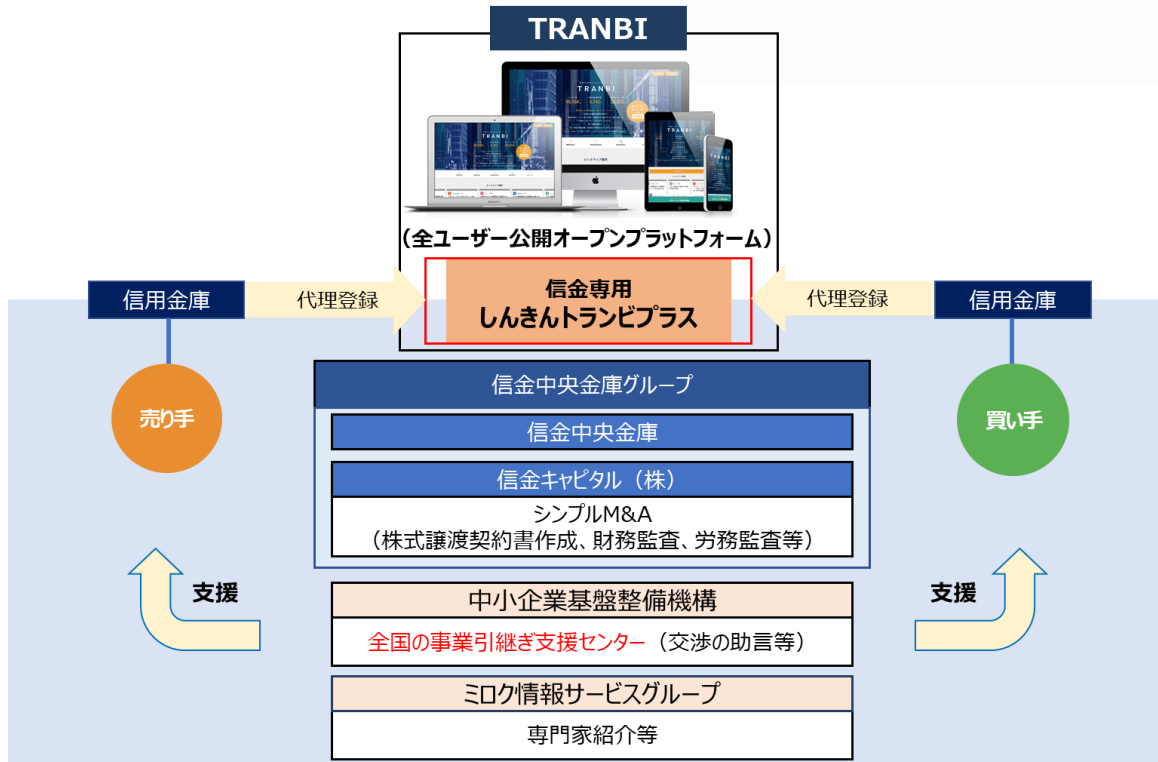 TRANBI
TRANBI
TRANBI
TRANBI
TRANBI
(全ユーザー公開オープンプラットフォーム)
信用金庫
代理登録
信金専用
しんきんトランビプラス
代理登録
信用金庫
売り手
買い手
信金中央金庫グループ
信金中央金庫
信金キャピタル(株)
シンプルM&A
(株式譲渡契約書作成、財務監査、労務監査等)
支援
支援
中小企業基盤整備機構
全国の事業引継ぎ支援センター(交渉の助言等)
ミロク情報サービスグループ
専門家紹介等